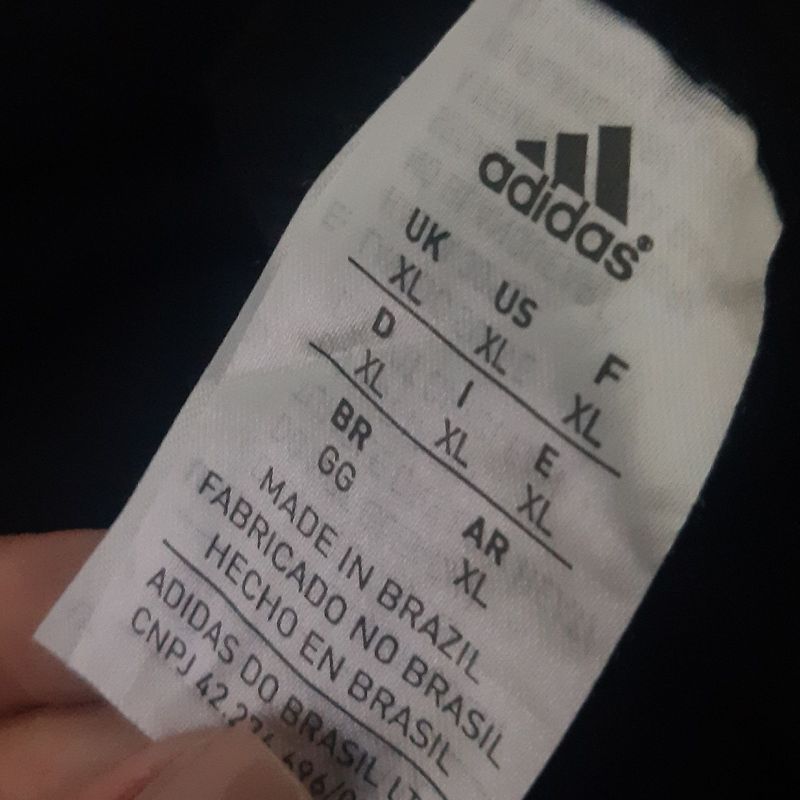 adidas®
UK US F
XL XL XL
D I E
XL XL XL
BR AR
GG XL
MADE IN BRAZIL
FABRICADO NO BRASIL
HECHO EN BRASIL
ADIDAS DO BRASIL
CNPJ